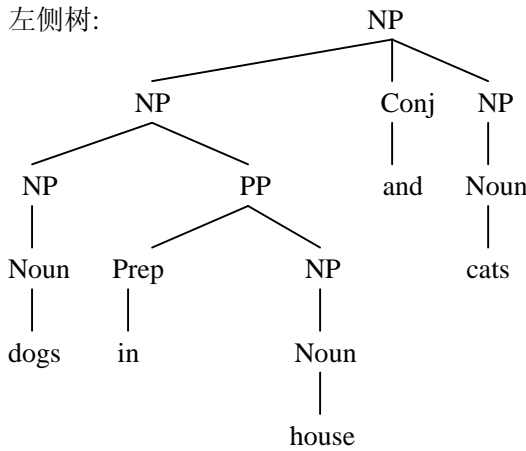 左侧树:
NP
NP Conj NP
NP PP and Noun
Noun Prep NP cats
dogs in Noun
house